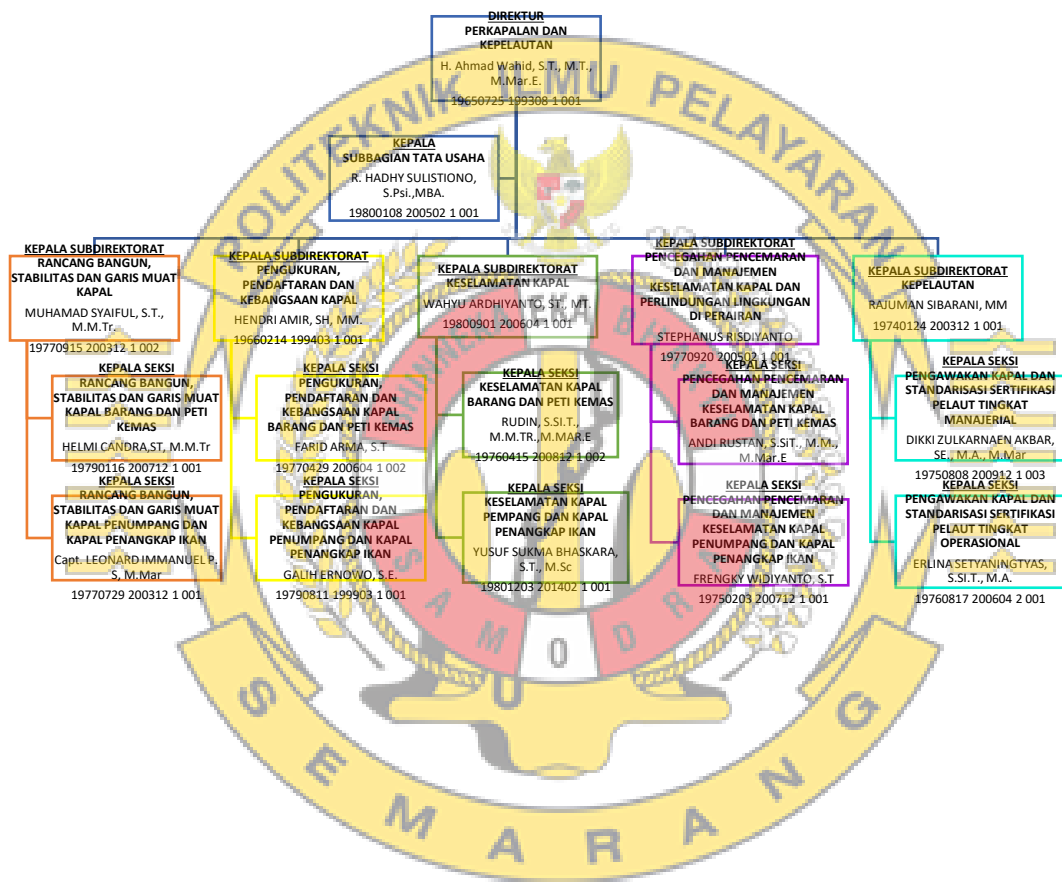 DIREKTUR
PERKAPALAN DAN
KEPELAUTAN
H. Ahmad Wahid, S.T., M.T.,
M.Mar.E.
19650725 199308 1 001
KEPALA
SUBBAGIAN TATA USAHA
R. HADHY SULISTIONO,
S.Psi.,MBA.
19800108 200502 1 001
KEPALA SUBDIREKTORAT
RANCANG BANGUN,
STABILITAS DAN GARIS MUAT
KAPAL
MUHAMAD SYAIFUL, S.T.,
M.M.Tr.
19770915 200312 1 002
KEPALA SEKSI
RANCANG BANGUN,
STABILITAS DAN GARIS MUAT
KAPAL BARANG DAN PETI
KEMAS
HELMI CANDRA,ST, M.M.Tr
19790116 200712 1 001
KEPALA SEKSI
RANCANG BANGUN,
STABILITAS DAN GARIS MUAT
KAPAL PENUMPANG DAN
KAPAL PENANGKAP IKAN
Capt. LEONARD IMMANUEL P.
S, M.Mar
19770729 200312 1 001
KEPALA SUBDIREKTORAT
PENGUKURAN,
PENDAFTARAN DAN
KEBANGSAAN KAPAL
HENDRI AMIR, SH, MM.
19660214 199403 1 001
KEPALA SEKSI
PENGUKURAN,
PENDAFTARAN DAN
KEBANGSAAN KAPAL
BARANG DAN PETI KEMAS
FARID ARMA, S.T
19770429 200604 1 002
KEPALA SEKSI
PENGUKURAN,
PENDAFTARAN DAN
KEBANGSAAN KAPAL
PENUMPANG DAN KAPAL
PENANGKAP IKAN
GALIH ERNOWO, S.E.
19790811 199903 1 001
KEPALA SUBDIREKTORAT
KESELAMATAN KAPAL
WAHYU ARDHIYANTO, ST., MT.
19800901 200604 1 001
KEPALA SEKSI
KESELAMATAN KAPAL
BARANG DAN PETI KEMAS
RUDIN, S.SI.T.,
M.M.TR.,M.MAR.E
19760415 200812 1 002
KEPALA SEKSI
KESELAMATAN KAPAL
PEMPANG DAN KAPAL
PENANGKAP IKAN
YUSUF SUKMA BHASKARA,
S.T., M.Sc
19801203 201402 1 001
KEPALA SUBDIREKTORAT
PENCEGAHAN PENCEMARAN
DAN MANAJEMEN
KESELAMATAN KAPAL DAN
PERLINDUNGAN LINGKUNGAN
DI PERAIRAN
STEPHANUS RISDIYANTO
19770920 200502 1 001
KEPALA SEKSI
PENCEGAHAN PENCEMARAN
DAN MANAJEMEN
KESELAMATAN KAPAL
BARANG DAN PETI KEMAS
ANDI RUSTAN, S.SIT., M.M.,
M.Mar.E
KEPALA SEKSI
PENCEGAHAN PENCEMARAN
DAN MANAJEMEN
KESELAMATAN KAPAL
PENUMPANG DAN KAPAL
PENANGKAP IKAN
FRENGKY WIDIYANTO, S.T
19750203 200712 1 001
KEPALA SUBDIREKTORAT
KEPELAUTAN
RAJUMAN SIBARANI, MM
19740124 200312 1 001
KEPALA SEKSI
PENGAWAKAN KAPAL DAN
STANDARISASI SERTIFIKASI
PELAUT TINGKAT
MANAJERIAL
DIKKI ZULKARNAEN AKBAR,
SE., M.A., M.Mar
19750808 200912 1 003
KEPALA SEKSI
PENGAWAKAN KAPAL DAN
STANDARISASI SERTIFIKASI
PELAUT TINGKAT
OPERASIONAL
ERLINA SETYANINGTYAS,
S.SI.T., M.A.
19760817 200604 2 001
POLITEKNIK ILMU PELAYARAN
BHINNEKA EKA BHAKTI
SAMODRA
SEMARANG